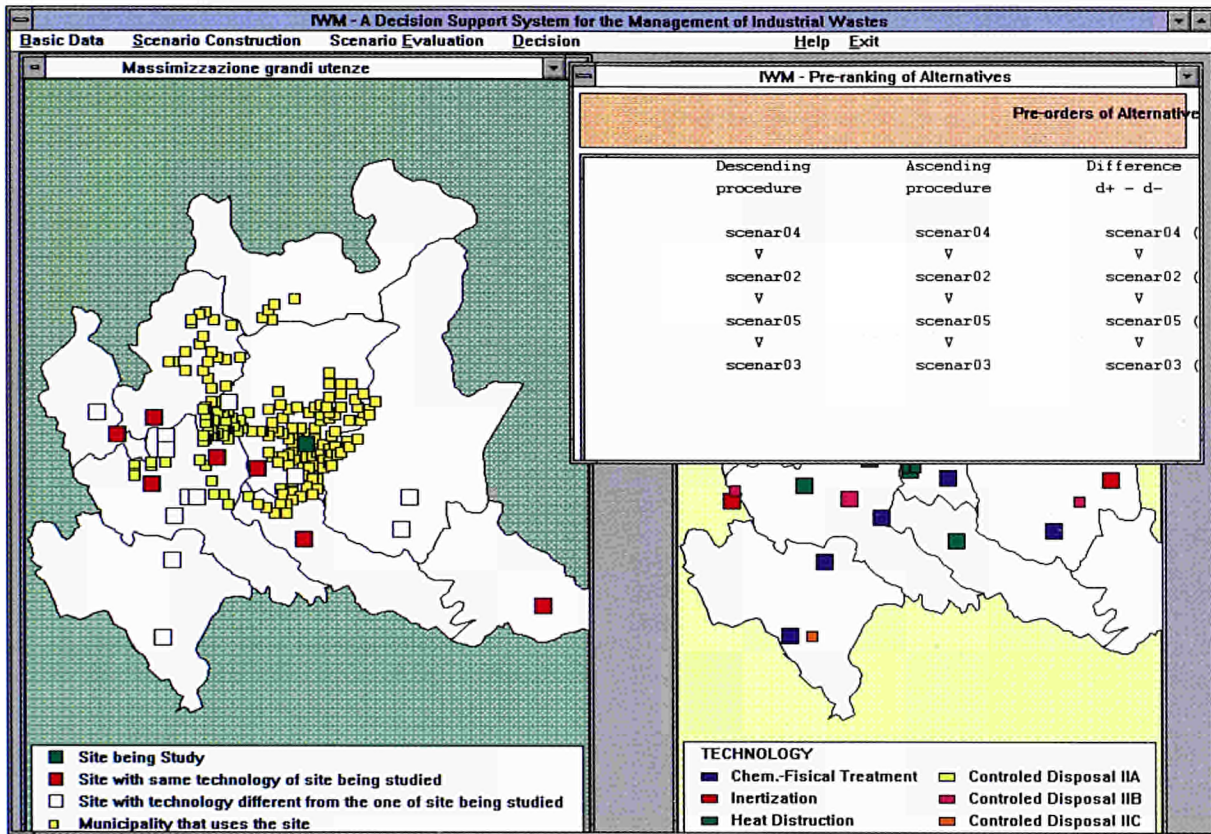 IWM - A Decision Support System for the Management of Industrial Wastes
Basic Data Scenario Construction Scenario Evaluation Decision Help Exit
Massimizzazione grandi utenze
Site being Study
Site with same technology of site being studied
Site with technology different from the one of site being studied
Municipality that uses the site
IWM - Pre-ranking of Alternatives
Pre-orders of Alternative
Descending Ascending Difference
procedure procedure d+ - d-
scenar04 scenar04 scenar04 (
V V V
scenar02 scenar02 scenar02 (
V V V
scenar05 scenar05 scenar05 (
V V V
scenar03 scenar03 scenar03 (
TECHNOLOGY
Chem.-Fisical Treatment Controled Disposal IIA
Inertization Controled Disposal IIB
Heat Distruction Controled Disposal IIC